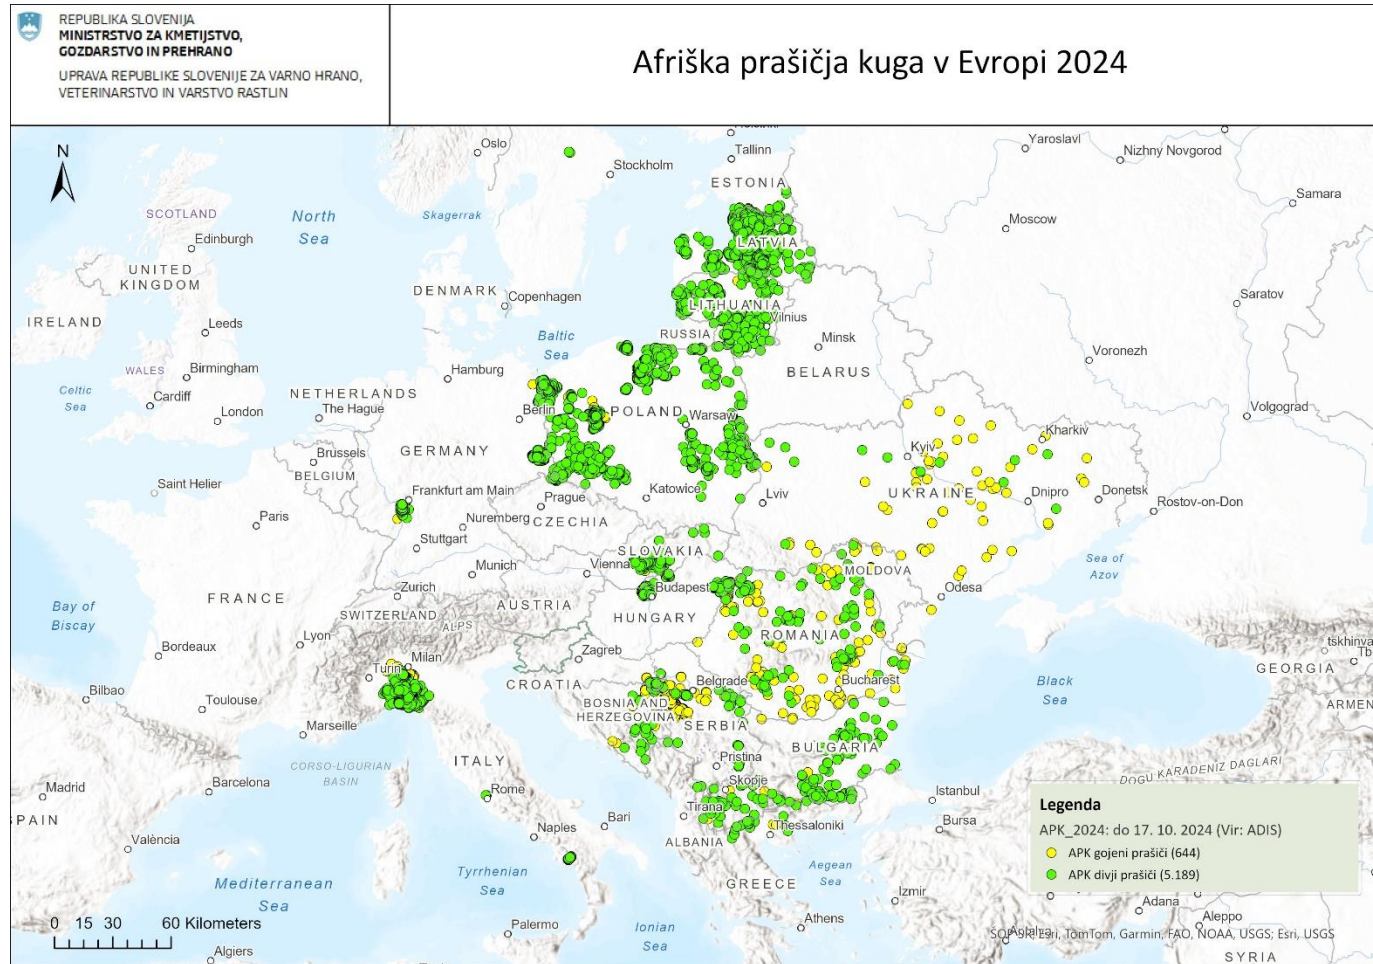 REPUBLIKA SLOVENIJA
MINISTRSTVO ZA KMETIJSTVO,
GOZDARSTVO IN PREHRANO
UPRAVA REPUBLIKE SLOVENIJE ZA VARNO HRANO,
VETERINARSTVO IN VARSTVO RASTLIN
Afriška prašičja kuga v Evropi 2024
N
Oslo
Stockholm
Tallinn
ESTONIA
Yaroslavl
Nizhny Novgorod
Samara
Moscow
SCOTLAND
Edinburgh
North
Sea
Skagerrak
LATVIA
UNITED
KINGDOM
DENMARK
Copenhagen
LITHUANIA
Vilnius
Saratov
IRELAND
Leeds
Baltic
Sea
RUSSIA
Minsk
Voronezh
WALES
Birmingham
Hamburg
BELARUS
Celtic
Sea
Cardiff
London
NETHERLANDS
The Hague
Berlin
POLAND
Warsaw
Volgograd
Brussels
BELGIUM
GERMANY
Kyiv
Kharkiv
Saint Helier
Frankfurt am Main
Prague
Katowice
Lviv
UKRAINE
Dnipro
Donetsk
Rostov-on-Don
Paris
Nuremberg
CZECHIA
Stuttgart
SLOVAKIA
Vienna
Munich
MOLDOVA
Sea of
Azov
Zurich
Budapest
Odesa
FRANCE
SWITZERLAND
ALPS
AUSTRIA
HUNGARY
Bay of
Biscay
Lyon
ROMANIA
Bordeaux
Milan
Turin
Zagreb
tskhinva
Tb
GEORGIA
Bilbao
Toulouse
CROATIA
Belgrade
Bucharest
Black
Sea
BOSNIA AND
HERZEGOVINA
SERBIA
ARMEN
Marseille
BULGARIA
CORSO-LIGURIAN
BASIN
ITALY
Pristina
Skopje
DOGU KARADENIZ DAGLARI
Madrid
Barcelona
Rome
Tirana
Istanbul
PAIN
València
Naples
Bari
Thessaloniki
Bursa
ALBANIA
Mediterranean
Sea
Tyrrhenian
Sea
Aegean
Sea
GREECE
Izmir
Adana
Aleppo
Palermo
Ionian
Sea
Athens
Algiers
SYRIA
Legenda
APK_2024: do 17. 10. 2024 (Vir: ADIS)
APK gojeni prašiči (644)
APK divji prašiči (5.189)
0 15 30 60 Kilometers
Esri, TomTom, Garmin, FAO, NOAA, USGS; Esri, USGS